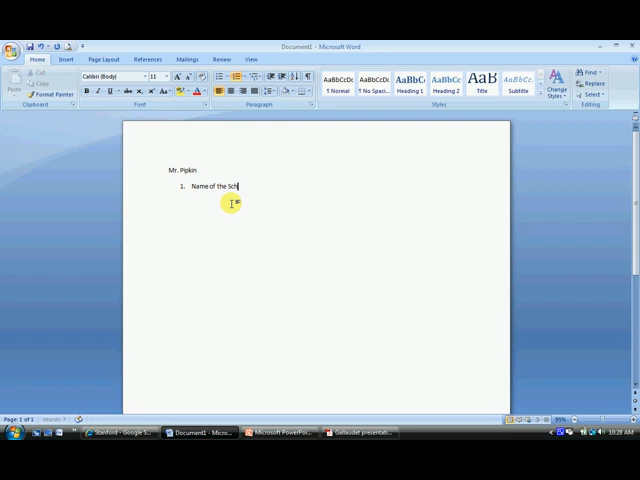 Document1 - Microsoft Word
Home Insert Page Layout References Mailings Review View
Paste
Cut
Copy
Format Painter
Clipboard
Calibri (Body) 11
Font
Paragraph
AaBbCcDc AaBbCcDc AaBbC AaBbCc AaB AaBbCc.
¶ Normal ¶ No Spaci... Heading 1 Heading 2 Title Subtitle
Change Styles
Styles
Find
Replace
Select
Editing
Mr. Pipkin
1. Name of the Sch
Page: 1 of 1 Words: 7 95%
Stanford - Google S... Document1 - Micro... Microsoft PowerPoi... Gallaudet presentati... 10:28 AM